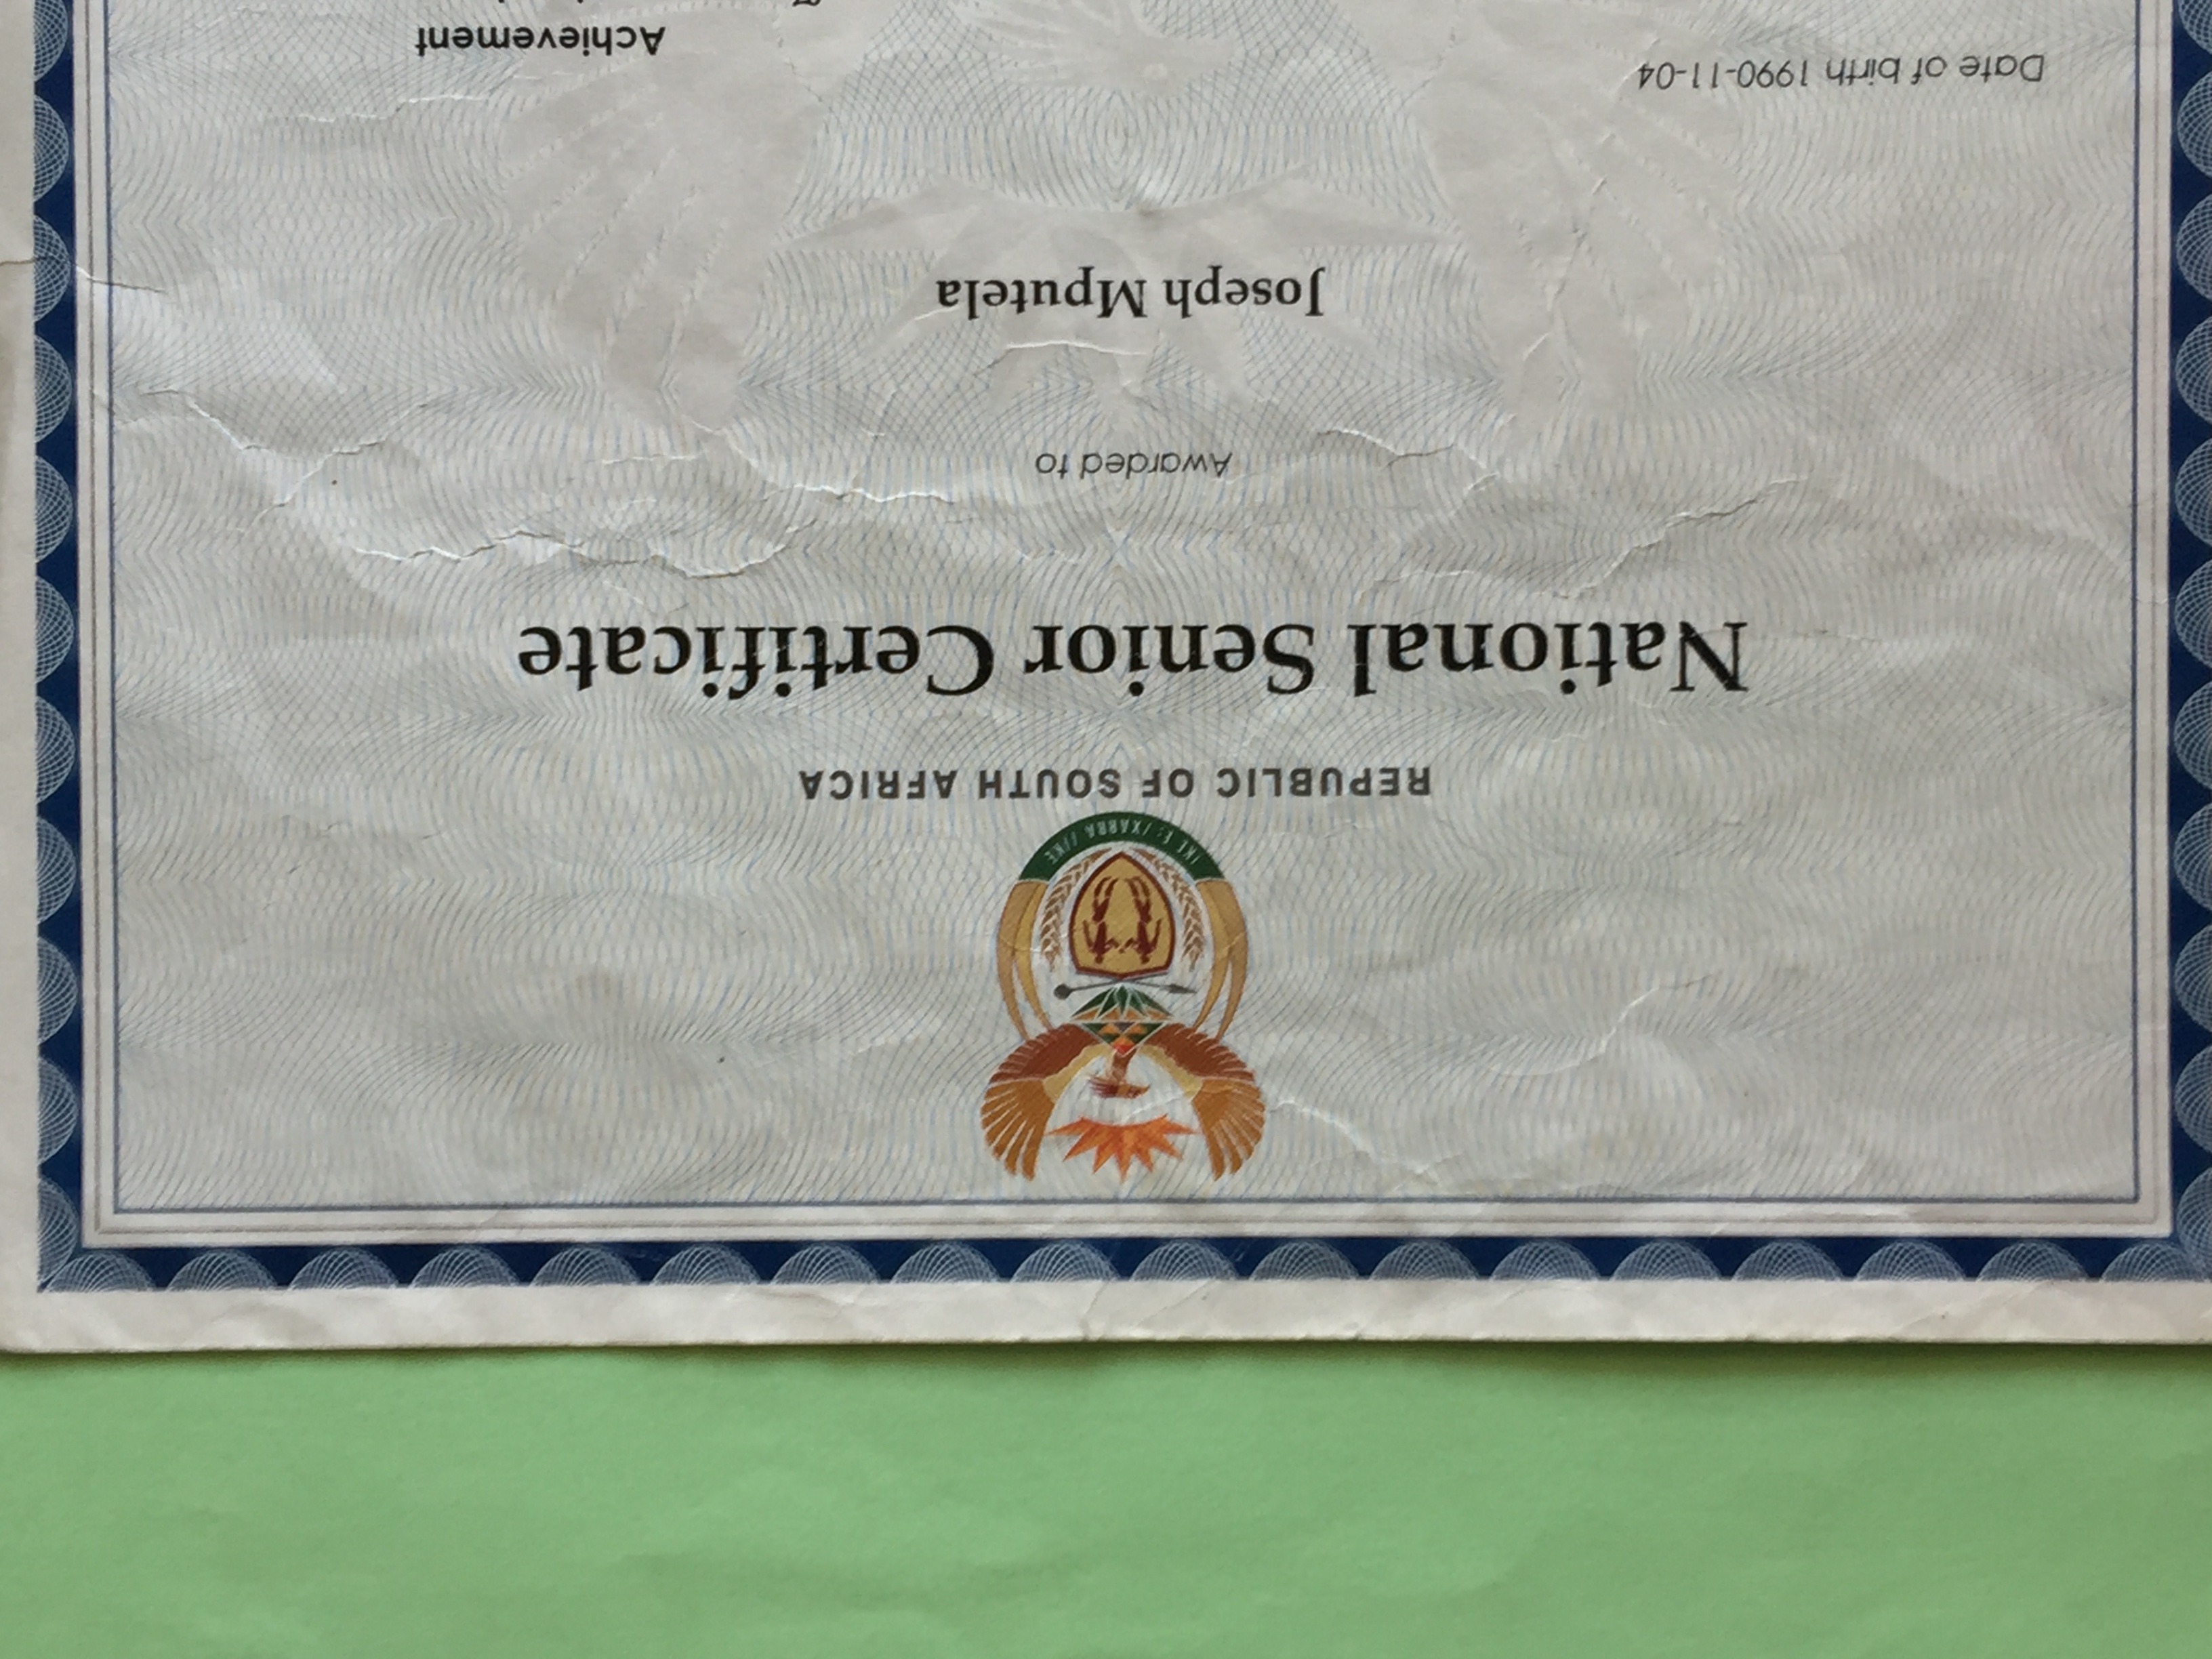 !KE E: /XARRA //KE
REPUBLIC OF SOUTH AFRICA
National Senior Certificate
Awarded to
Joseph Mputela
Date of birth 1990-11-04
Achievement